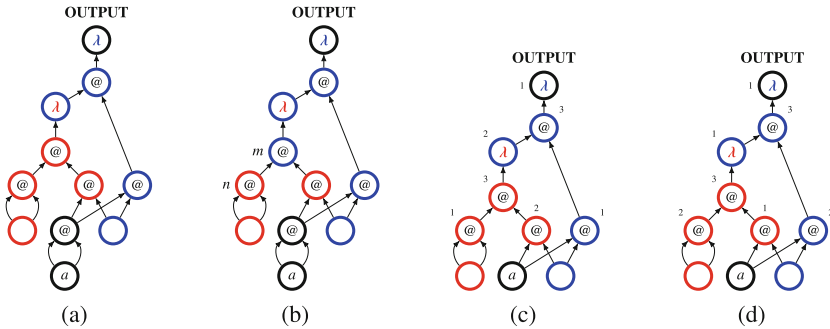 OUTPUT
λ
@
λ
@
@ @ @
@
a
(a)
OUTPUT
λ
@
λ
m @
n @ @ @
@
a
(b)
OUTPUT
1 λ
3
@
2
λ
3
@
1 2 1
@ @ @
a
(c)
OUTPUT
1 λ
3
@
1
λ
3
@
2 1
@ @ @
a
(d)